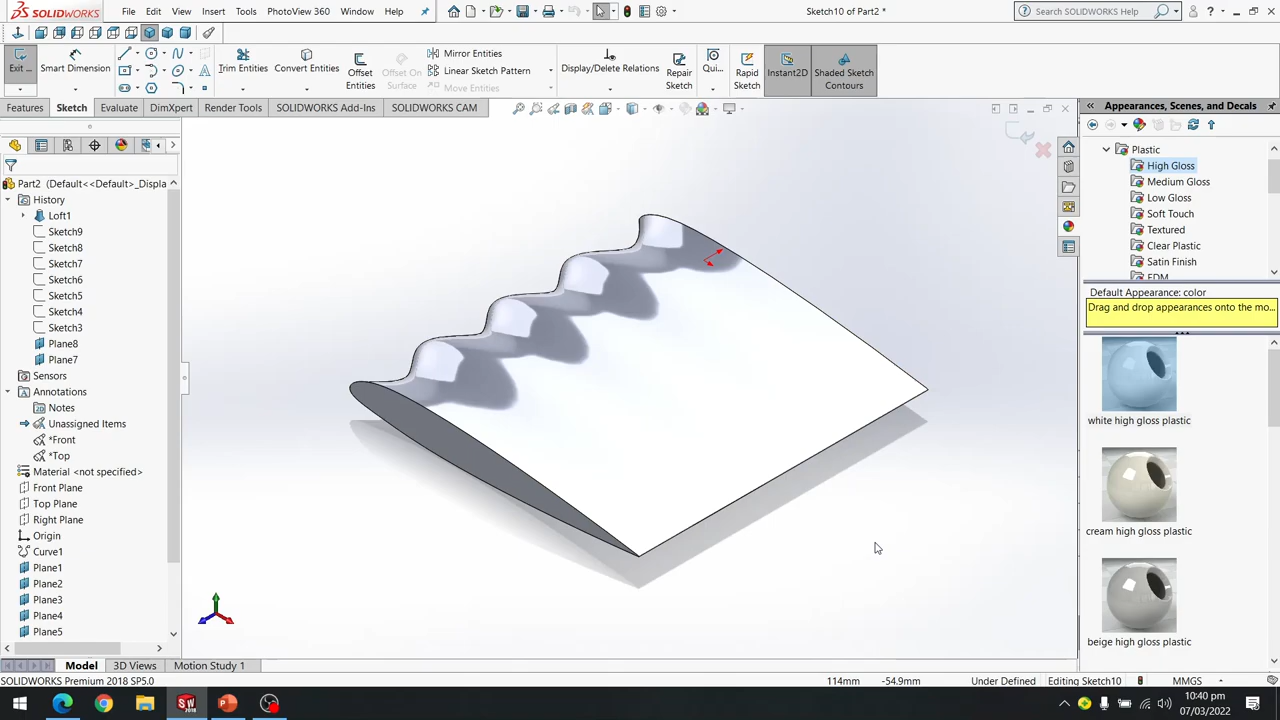 SOLIDWORKS File Edit View Insert Tools PhotoView 360 Window Help Sketch10 of Part2 * Search SOLIDWORKS Help
Exit ... Smart Dimension Trim Entities Convert Entities Offset Entities Offset On Surface Mirror Entities Linear Sketch Pattern Move Entities Display/Delete Relations Repair Sketch Qui... Rapid Sketch Instant2D Shaded Sketch Contours
Features Sketch Evaluate DimXpert Render Tools SOLIDWORKS Add-Ins SOLIDWORKS CAM
Part2 (Default<<Default>_Displa
History
Loft1
Sketch9
Sketch8
Sketch7
Sketch6
Sketch5
Sketch4
Sketch3
Plane8
Plane7
Sensors
Annotations
Notes
Unassigned Items
*Front
*Top
Material <not specified>
Front Plane
Top Plane
Right Plane
Origin
Curve1
Plane1
Plane2
Plane3
Plane4
Plane5
Appearances, Scenes, and Decals
Plastic
High Gloss
Medium Gloss
Low Gloss
Soft Touch
Textured
Clear Plastic
Satin Finish
EDM
Default Appearance: color
Drag and drop appearances onto the mo...
white high gloss plastic
cream high gloss plastic
beige high gloss plastic
Model 3D Views Motion Study 1
SOLIDWORKS Premium 2018 SP5.0 114mm -54.9mm Under Defined Editing Sketch10 MMGS
10:40 pm
07/03/2022